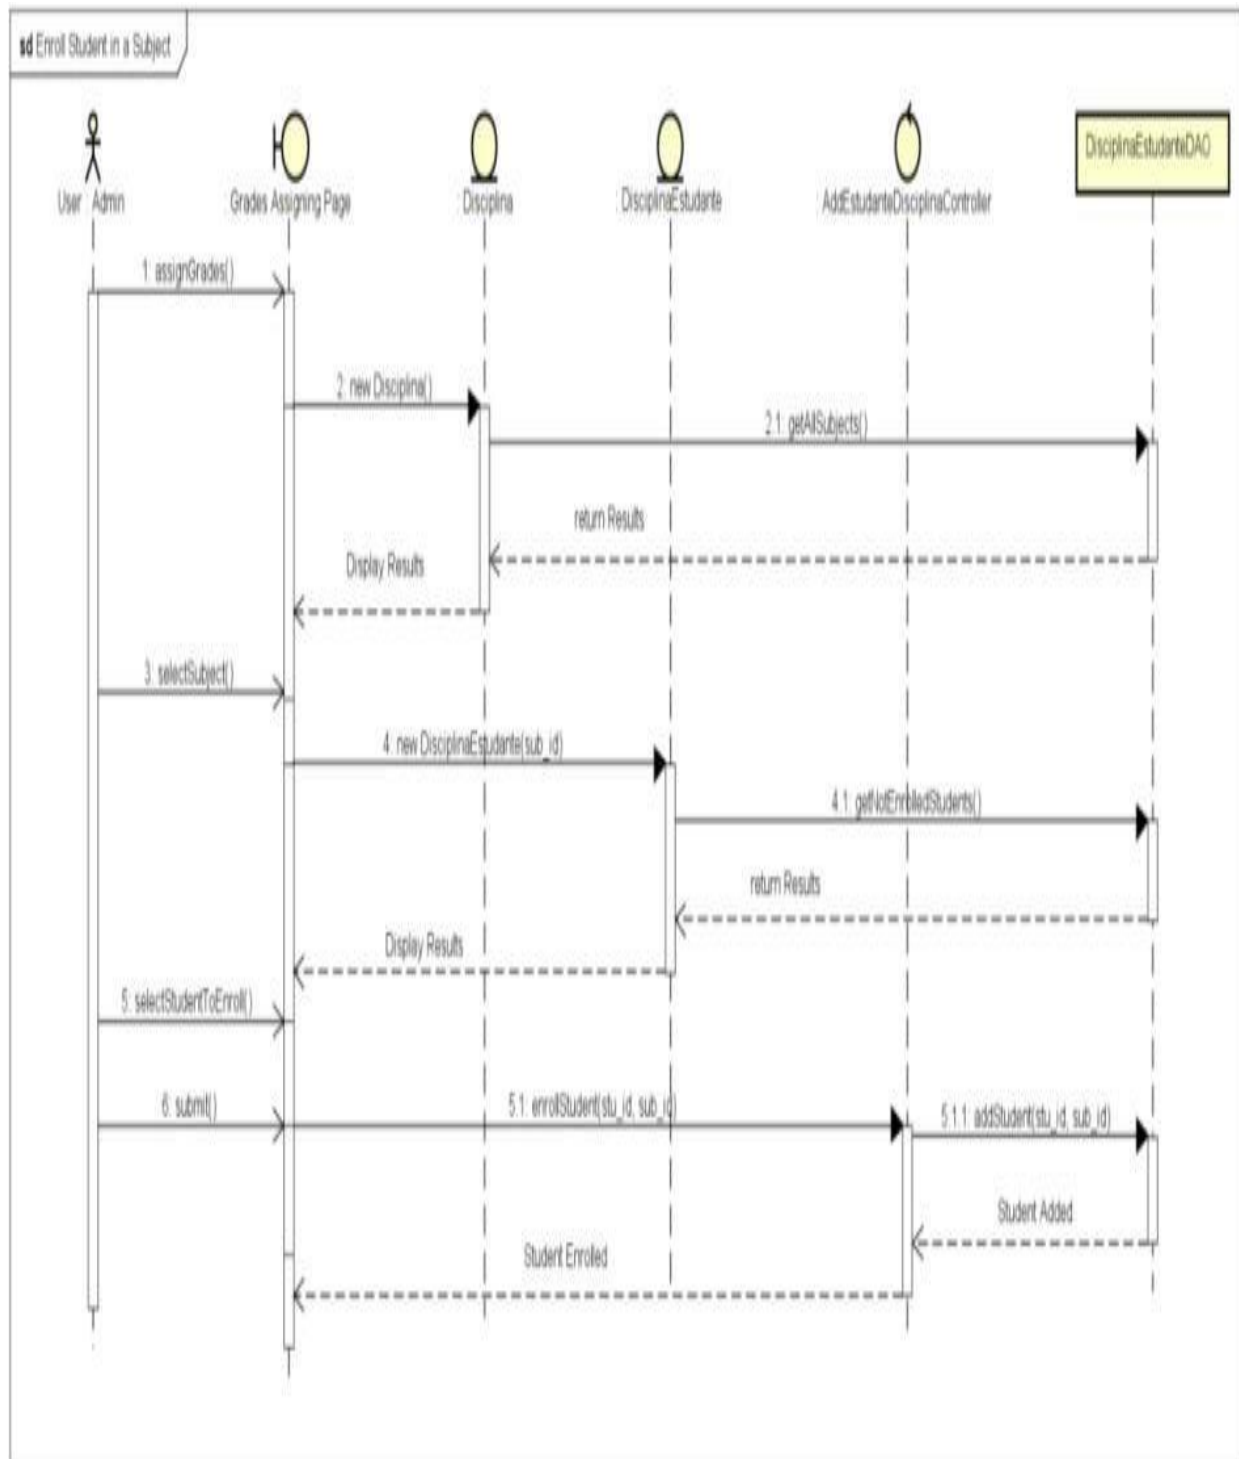 sd Enroll Student in a Subject
User_Admin
Grades Assigning Page
Disciplina
DisciplinaEstudante
AddEstudanteDisciplinaController
DisciplinaEstudanteDAO
1: assignGrades()
2: new Disciplina()
2.1: getAllSubjects()
return Results
Display Results
3: selectSubject()
4: new DisciplinaEstudante(sub_id)
4.1: getNotEnrolledStudents()
return Results
Display Results
5: selectStudentToEnroll()
6: submit()
5.1: enrollStudent(stu_id, sub_id)
5.1.1: addStudent(stu_id, sub_id)
Student Added
Student Enrolled